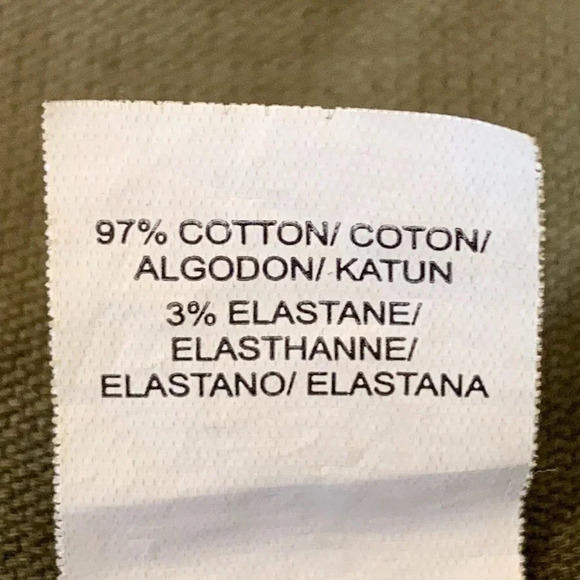 97% COTTON/ COTON/
ALGODON/ KATUN
3% ELASTANE/
ELASTHANNE/
ELASTANO/ ELASTANA